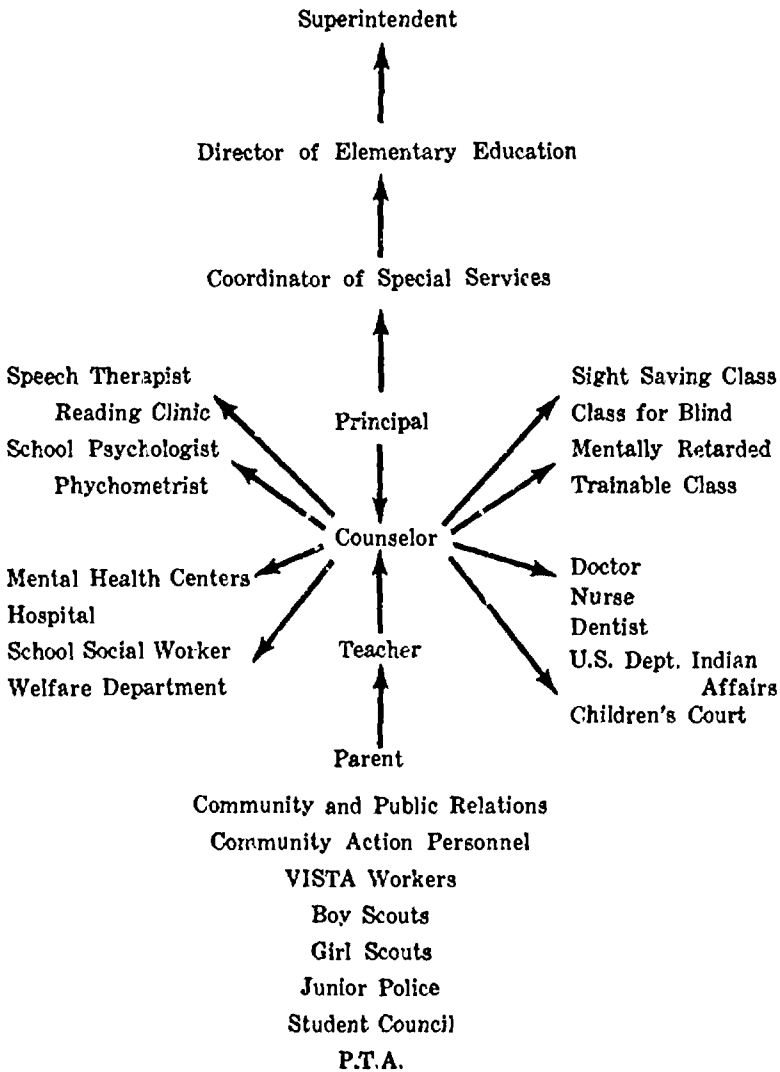 Superintendent
Director of Elementary Education
Coordinator of Special Services
Speech Therapist
Reading Clinic
School Psychologist
Phychometrist
Principal
Sight Saving Class
Class for Blind
Mentally Retarded
Trainable Class
Counselor
Mental Health Centers
Hospital
School Social Worker
Welfare Department
Teacher
Doctor
Nurse
Dentist
U.S. Dept. Indian
Affairs
Children's Court
Parent
Community and Public Relations
Community Action Personnel
VISTA Workers
Boy Scouts
Girl Scouts
Junior Police
Student Council
P.T.A.